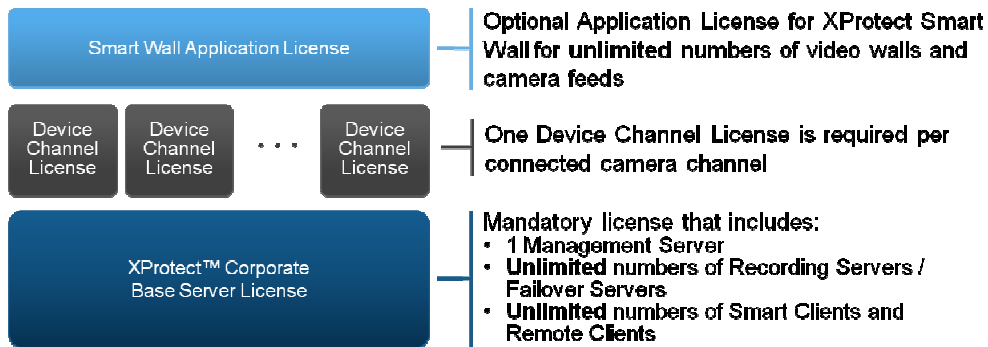 Smart Wall Application License
Optional Application License for XProtect Smart
Wall for unlimited numbers of video walls and
camera feeds
Device
Channel
License
Device
Channel
License
. . .
Device
Channel
License
One Device Channel License is required per
connected camera channel
XProtect™ Corporate
Base Server License
Mandatory license that includes:
• 1 Management Server
• Unlimited numbers of Recording Servers /
Failover Servers
• Unlimited numbers of Smart Clients and
Remote Clients